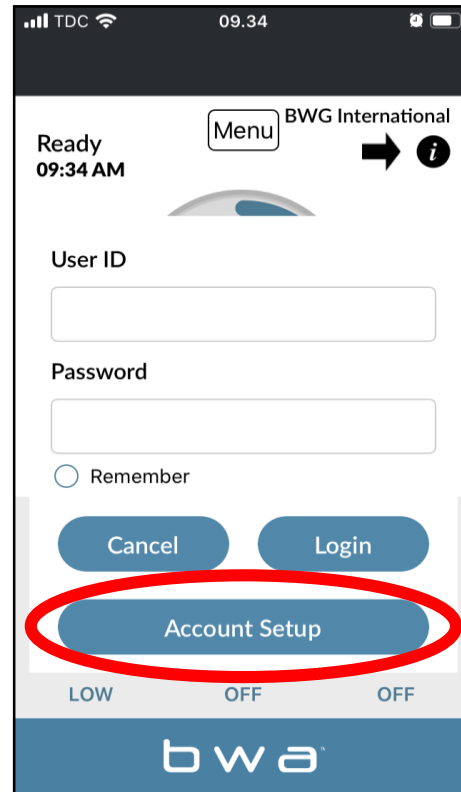 TDC 09.34
BWG International
Menu
Ready
09:34 AM
i
User ID
Password
Remember
Cancel Login
Account Setup
LOW OFF OFF
bwa